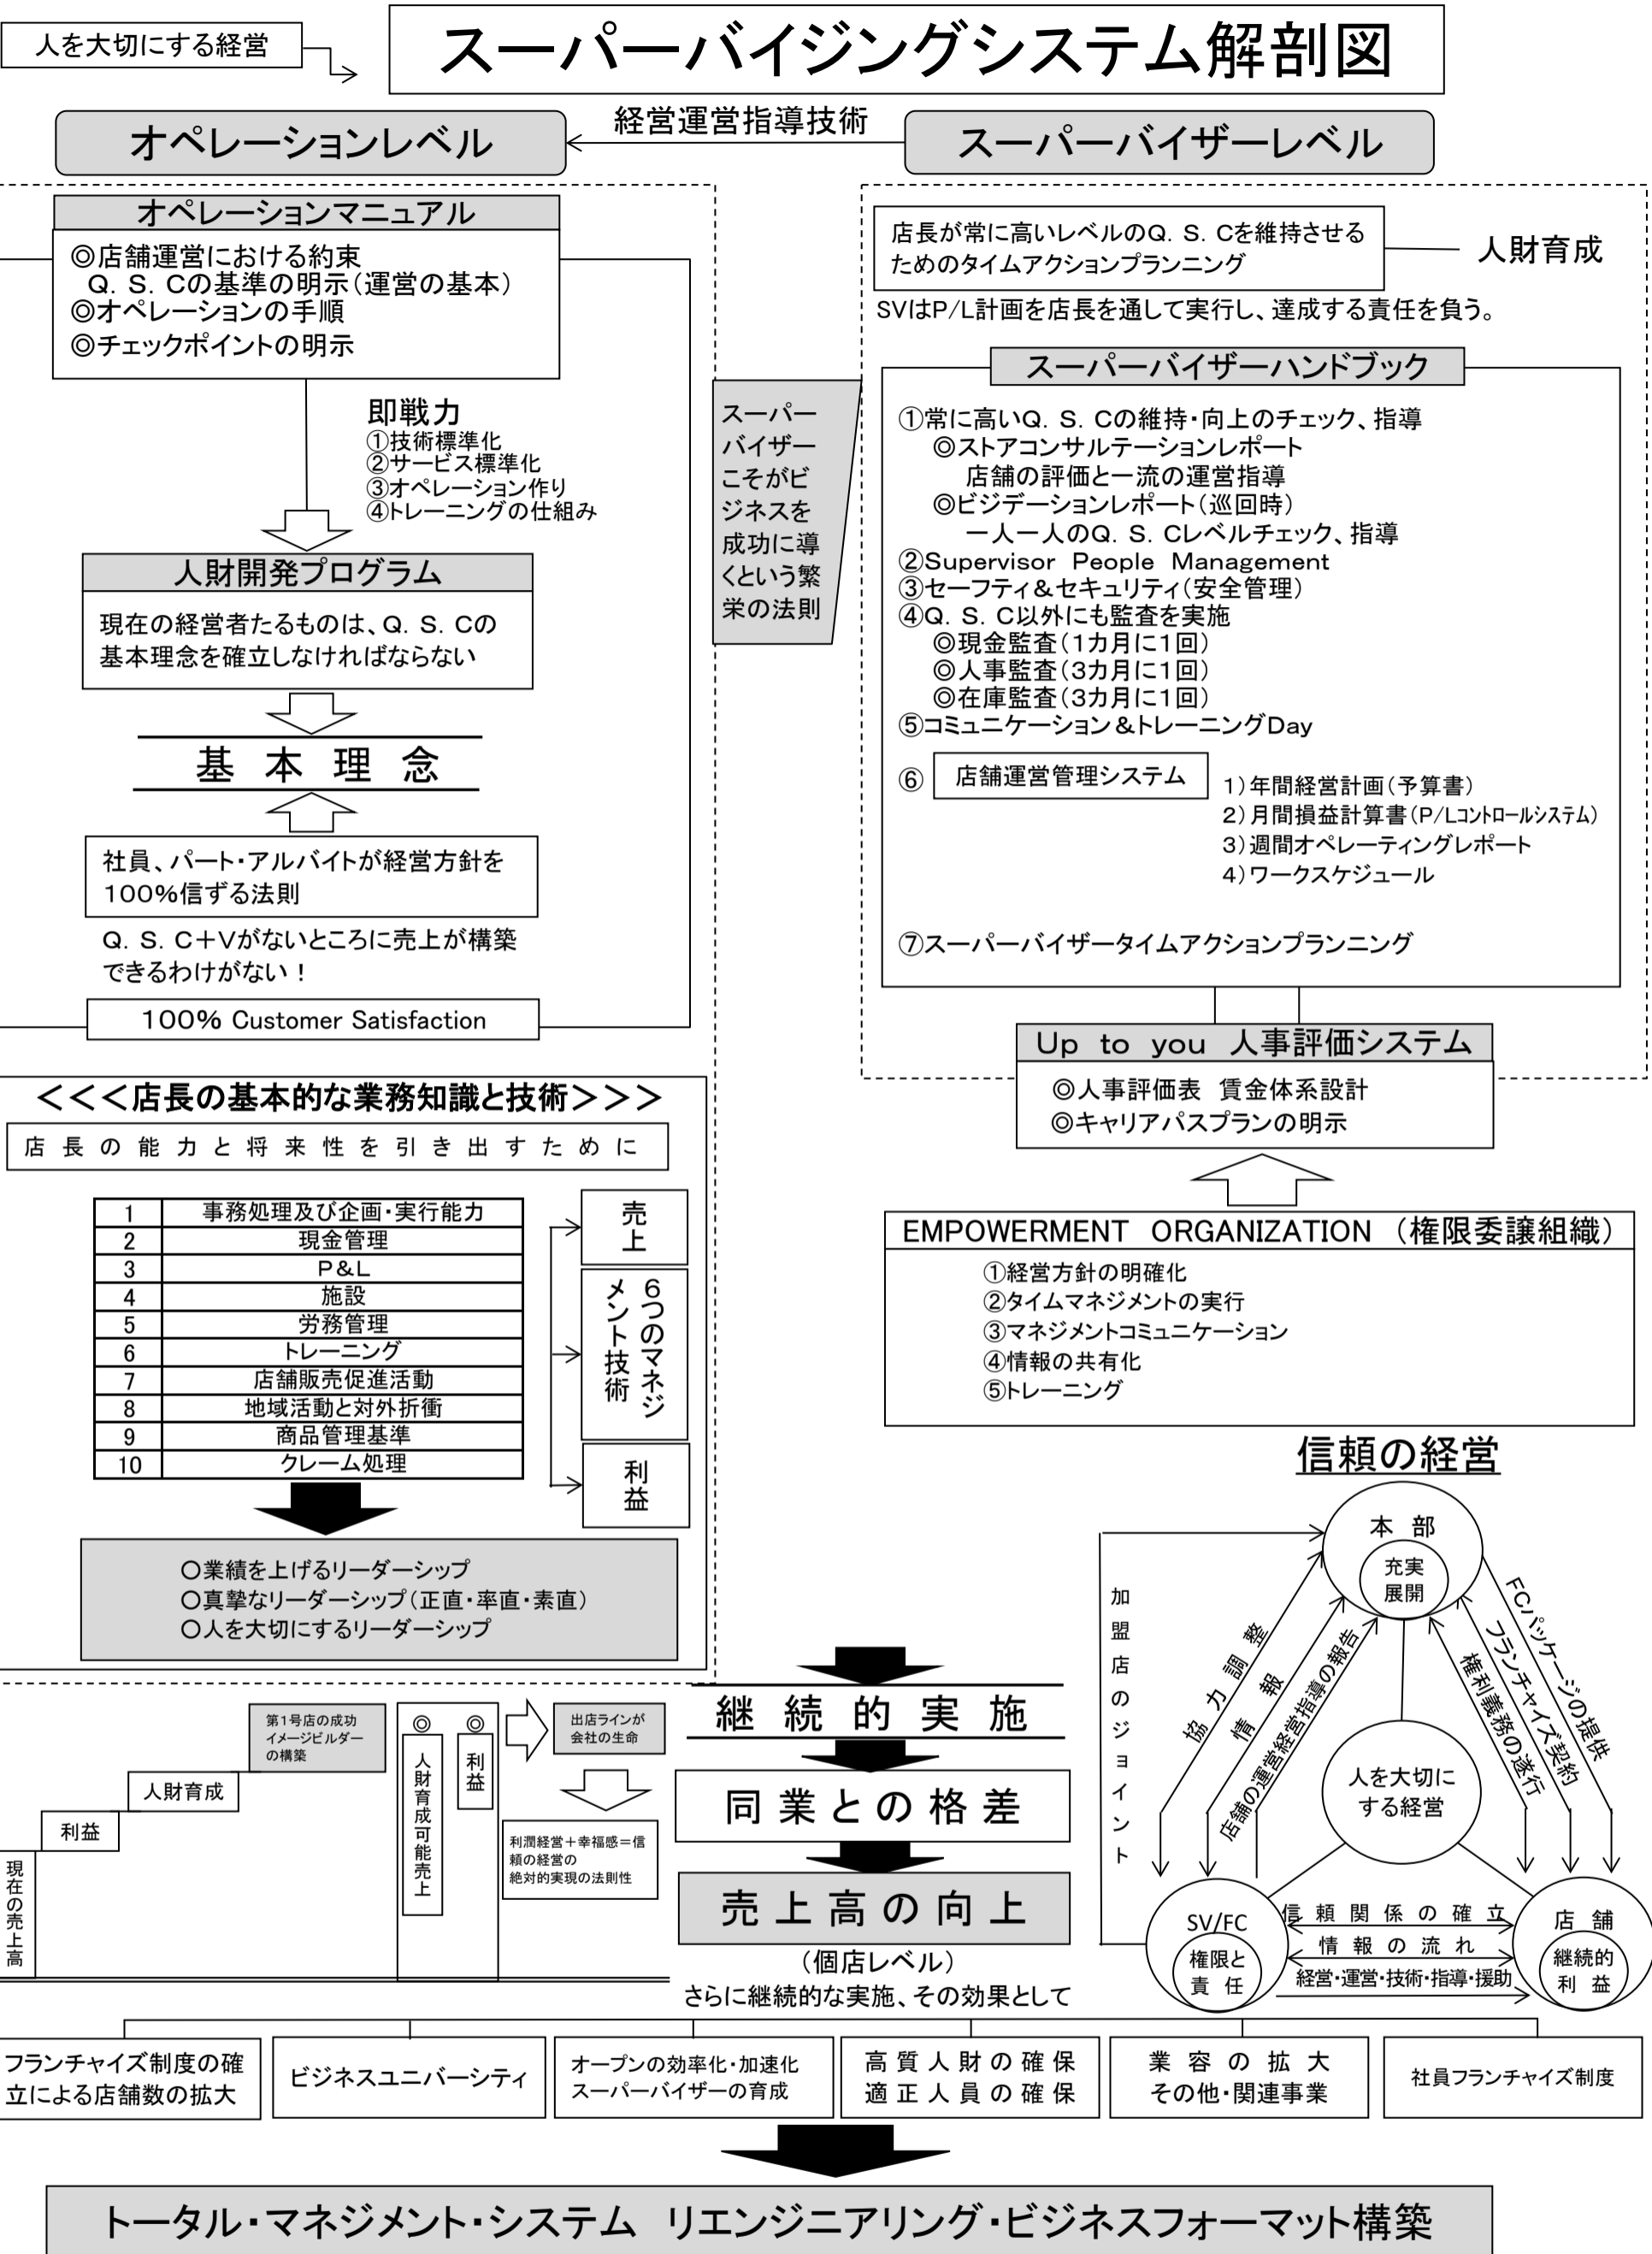 人を大切にする経営
スーパーバイジングシステム解剖図
オペレーションレベル
経営運営指導技術
スーパーバイザーレベル
オペレーションマニュアル
◎店舗運営における約束
Q．S．Cの基準の明示（運営の基本）
◎オペレーションの手順
◎チェックポイントの明示
即戦力
①技術標準化
②サービス標準化
③オペレーション作り
④トレーニングの仕組み
人財開発プログラム
現在の経営者たるものは、Q．S．Cの
基本理念を確立しなければならない
基本理念
社員、パート・アルバイトが経営方針を
100％信ずる法則
Q．S．C＋Vがないところに売上が構築
できるわけがない！
100% Customer Satisfaction
スーパー
バイザー
こそがビ
ジネスを
成功に導
くという繁
栄の法則
店長が常に高いレベルのQ．S．Cを維持させる
ためのタイムアクションプランニング
人財育成
SVはP/L計画を店長を通して実行し、達成する責任を負う。
スーパーバイザーハンドブック
①常に高いQ．S．Cの維持・向上のチェック、指導
◎ストアコンサルテーションレポート
店舗の評価と一流の運営指導
◎ビジデーションレポート（巡回時）
一人一人のQ．S．Cレベルチェック、指導
②Supervisor People Management
③セーフティ＆セキュリティ（安全管理）
④Q．S．C以外にも監査を実施
◎現金監査（1カ月に1回）
◎人事監査（3カ月に1回）
◎在庫監査（3カ月に1回）
⑤コミュニケーション＆トレーニングDay
⑥ 店舗運営管理システム
1）年間経営計画（予算書）
2）月間損益計算書（P/Lコントロールシステム）
3）週間オペレーティングレポート
4）ワークスケジュール
⑦スーパーバイザータイムアクションプランニング
Up to you 人事評価システム
◎人事評価表 賃金体系設計
◎キャリアパスプランの明示
EMPOWERMENT ORGANIZATION （権限委譲組織）
①経営方針の明確化
②タイムマネジメントの実行
③マネジメントコミュニケーション
④情報の共有化
⑤トレーニング
＜＜＜店長の基本的な業務知識と技術＞＞＞
店長の能力と将来性を引き出すために
1 事務処理及び企画・実行能力
2 現金管理
3 P＆L
4 施設
5 労務管理
6 トレーニング
7 店舗販売促進活動
8 地域活動と対外折衝
9 商品管理基準
10 クレーム処理
売上
6つのマネジ
メント技術
利益
○業績を上げるリーダーシップ
○真摯なリーダーシップ（正直・率直・素直）
○人を大切にするリーダーシップ
信頼の経営
本部
充実
展開
加盟店のジョイント
協力調整
情報
店舗の運営経営指導の報告
FCパッケージの提供
フランチャイズ契約
権利義務の遂行
人を大切に
する経営
SV/FC
権限と
責任
信頼関係の確立
情報の流れ
経営・運営・技術・指導・援助
店舗
継続的
利益
現在の売上高
利益
人財育成
第1号店の成功
イメージビルダー
の構築
◎人財育成可能売上
◎利益
出店ラインが
会社の生命
利潤経営＋幸福感＝信
頼の経営の
絶対的実現の法則性
継続的実施
同業との格差
売上高の向上
（個店レベル）
さらに継続的な実施、その効果として
フランチャイズ制度の確
立による店舗数の拡大
ビジネスユニバーシティ
オープンの効率化・加速化
スーパーバイザーの育成
高質人財の確保
適正人員の確保
業容の拡大
その他・関連事業
社員フランチャイズ制度
トータル・マネジメント・システム リエンジニアリング・ビジネスフォーマット構築